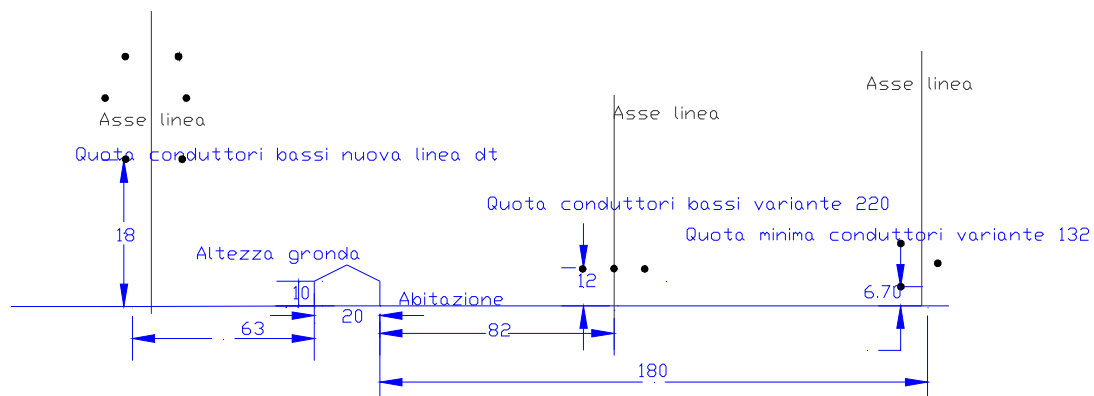 Asse linea
Asse linea
Asse linea
Quota conduttori bassi nuova linea dt
Quota conduttori bassi variante 220
Quota minima conduttori variante 132
18
Altezza gronda
12
10
6.70
Abitazione
20
63
82
180